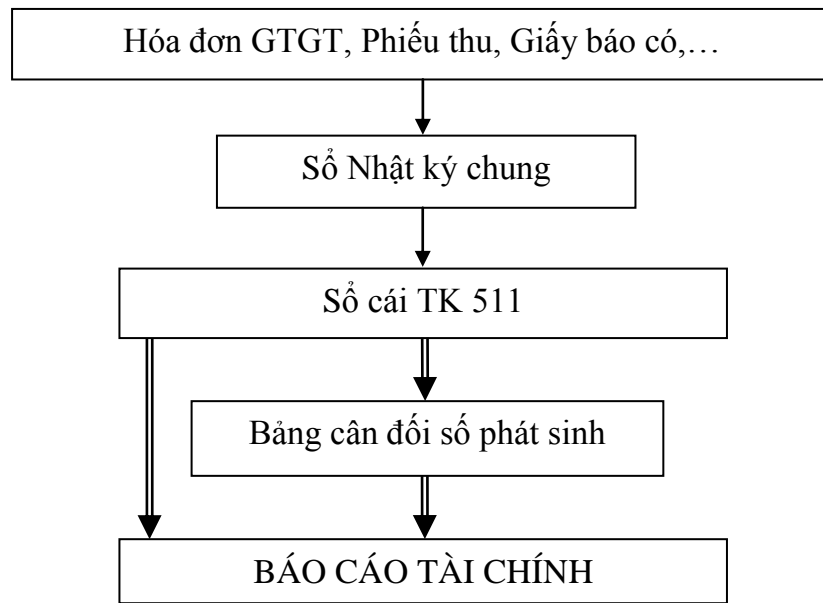 Hóa đơn GTGT, Phiếu thu, Giấy báo có,…
Sổ Nhật ký chung
Sổ cái TK 511
Bảng cân đối số phát sinh
BÁO CÁO TÀI CHÍNH